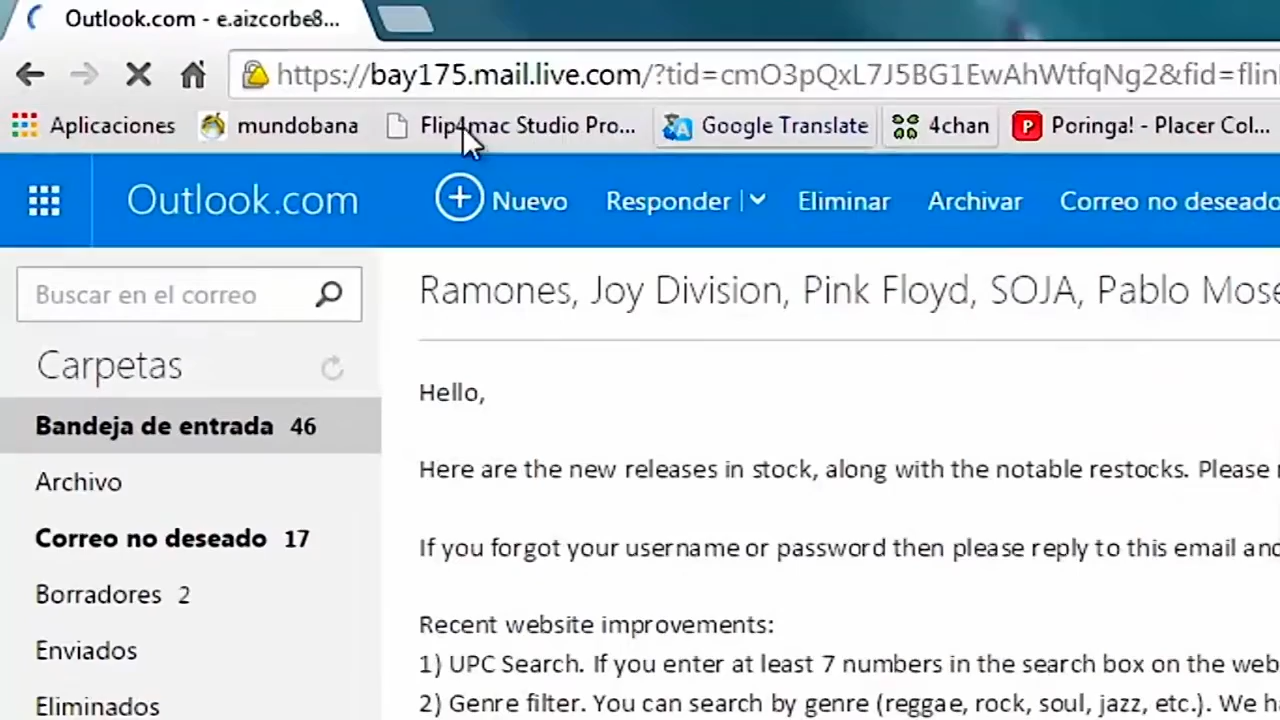 Outlook.com - e.aizcorbe8...
https://bay175.mail.live.com/?tid=cmO3pQxL7J5BG1EwAhWtfqNg2&fid=flin
Aplicaciones mundobana Flip4mac Studio Pro... Google Translate 4chan Poringa! - Placer Col...
Outlook.com Nuevo Responder Eliminar Archivar Correo no deseado
Buscar en el correo
Carpetas
Bandeja de entrada 46
Archivo
Correo no deseado 17
Borradores 2
Enviados
Eliminados
Ramones, Joy Division, Pink Floyd, SOJA, Pablo Mose
Hello,
Here are the new releases in stock, along with the notable restocks. Please
If you forgot your username or password then please reply to this email and
Recent website improvements:
1) UPC Search. If you enter at least 7 numbers in the search box on the web
2) Genre filter. You can search by genre (reggae, rock, soul, jazz, etc.). We ha